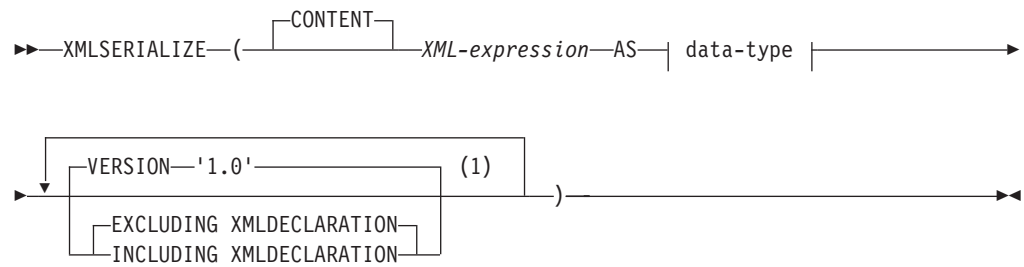 CONTENT
XMLSERIALIZE ( XML-expression AS data-type
VERSION '1.0' (1)
)
EXCLUDING XMLDECLARATION
INCLUDING XMLDECLARATION